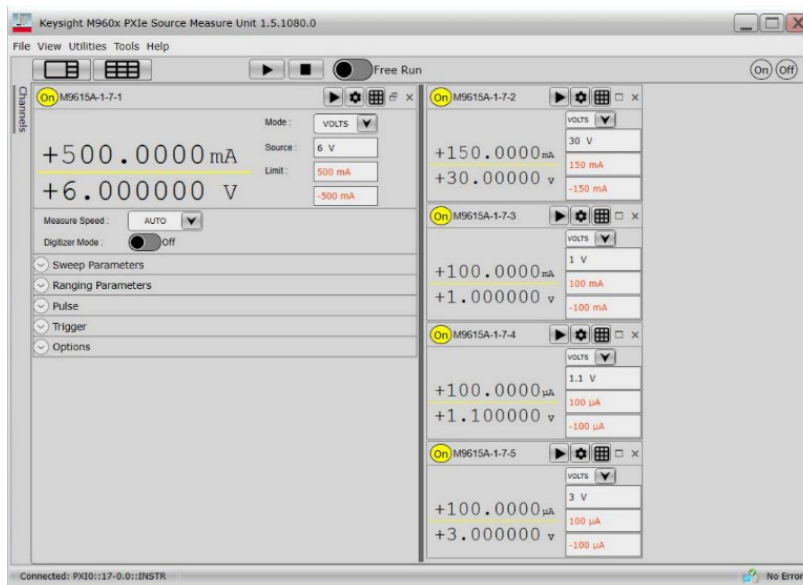 Keysight M960x PXIe Source Measure Unit 1.5.1080.0
File View Utilities Tools Help
Free Run
On Off
Channels
On M9615A-1-7-1
+500.0000 mA
+6.000000 V
Mode : VOLTS
Source : 6 V
Limit : 500 mA
-500 mA
Measure Speed : AUTO
Digitizer Mode : Off
Sweep Parameters
Ranging Parameters
Pulse
Trigger
Options
On M9615A-1-7-2
+150.0000 mA
+30.00000 V
VOLTS
30 V
150 mA
-150 mA
On M9615A-1-7-3
+100.0000 mA
+1.000000 V
VOLTS
1 V
100 mA
-100 mA
On M9615A-1-7-4
+100.0000 µA
+1.100000 V
VOLTS
1.1 V
100 µA
-100 µA
On M9615A-1-7-5
+100.0000 µA
+3.000000 V
VOLTS
3 V
100 µA
-100 µA
Connected: PXI0::17-0.0::INSTR
No Error